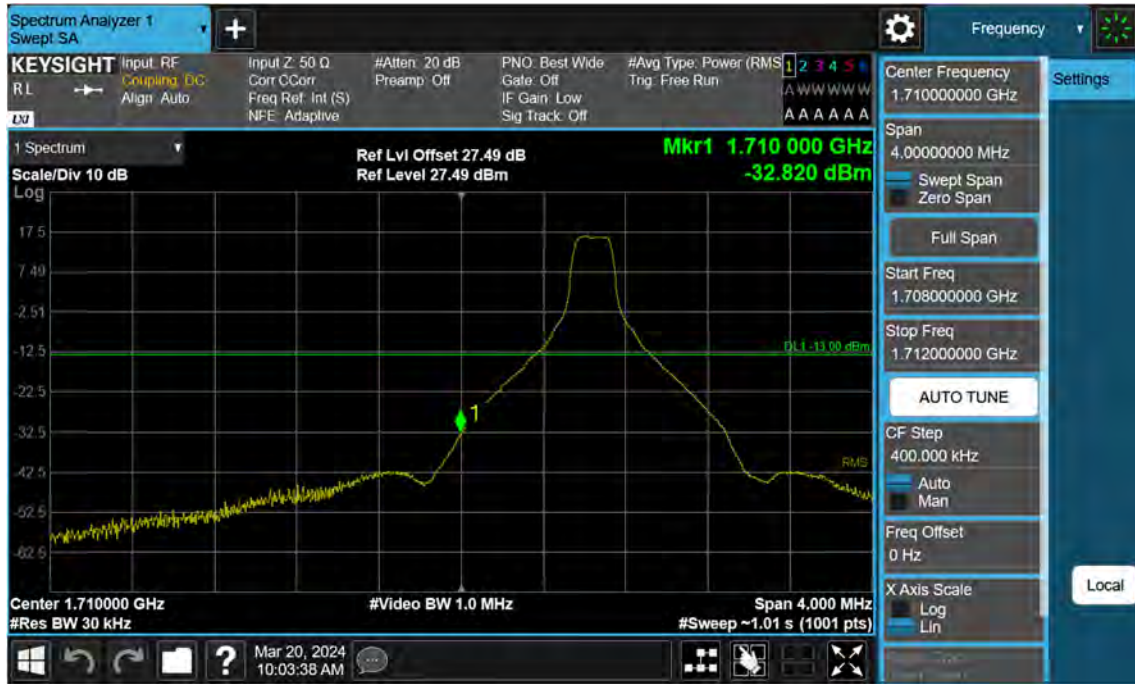 Spectrum Analyzer 1
Swept SA
Frequency
KEYSIGHT
Input: RF
Coupling: DC
Align: Auto
RL
LXI
Input Z: 50 Ω
Corr CCorr
Freq Ref: Int (S)
NFE: Adaptive
#Atten: 20 dB
Preamp: Off
PNO: Best Wide
Gate: Off
IF Gain: Low
Sig Track: Off
#Avg Type: Power (RMS
Trig: Free Run
1 2 3 4 5 6
A W W W W W
A A A A A A
1 Spectrum
Scale/Div 10 dB
Log
Ref Lvl Offset 27.49 dB
Ref Level 27.49 dBm
Mkr1 1.710 000 GHz
-32.820 dBm
17.5
7.49
-2.51
-12.5
-22.5
-32.5
-42.5
-52.5
-62.5
DL1 -13.00 dBm
1
RMS
Center 1.710000 GHz
#Res BW 30 kHz
#Video BW 1.0 MHz
Span 4.000 MHz
#Sweep ~1.01 s (1001 pts)
Center Frequency
1.710000000 GHz
Settings
Span
4.00000000 MHz
Swept Span
Zero Span
Full Span
Start Freq
1.708000000 GHz
Stop Freq
1.712000000 GHz
AUTO TUNE
CF Step
400.000 kHz
Auto
Man
Freq Offset
0 Hz
X Axis Scale
Log
Lin
Local
?
Mar 20, 2024
10:03:38 AM